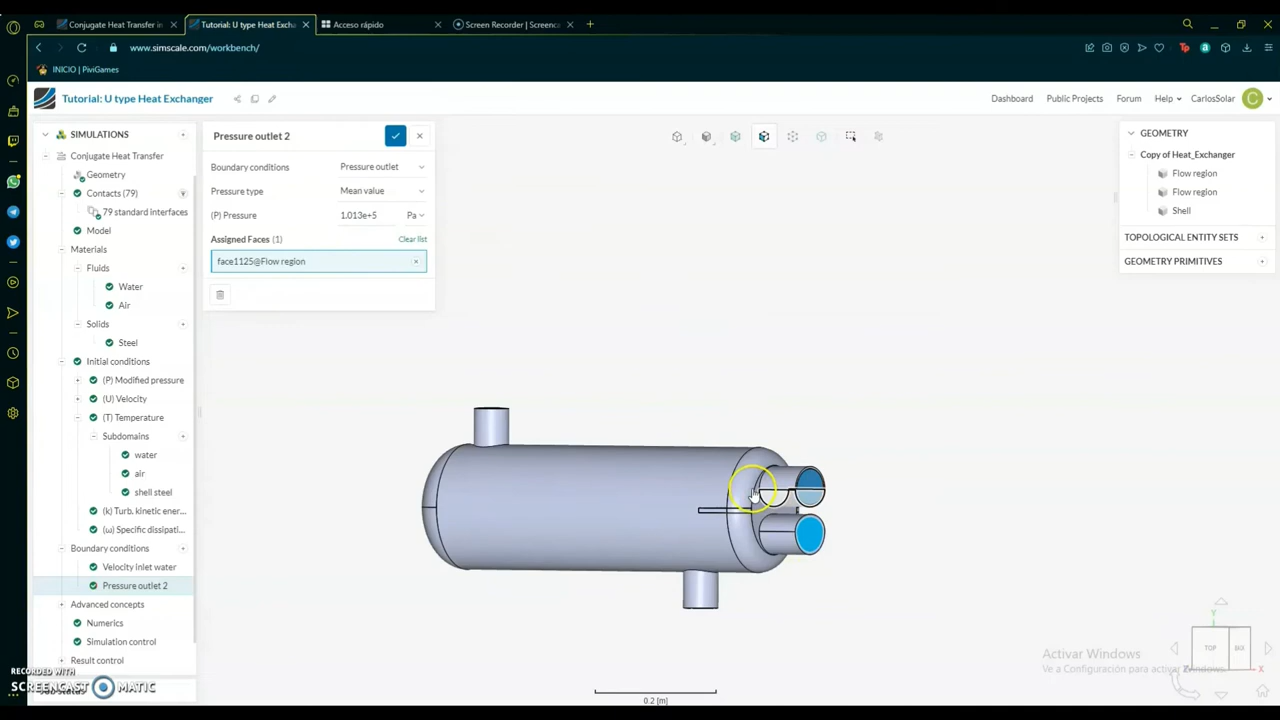 Conjugate Heat Transfer in
Tutorial: U type Heat Excha
Acceso rápido
Screen Recorder | Screenc
www.simscale.com/workbench/
INICIO | PiviGames
Tutorial: U type Heat Exchanger
Dashboard
Public Projects
Forum
Help
CarlosSolar
C
SIMULATIONS
Conjugate Heat Transfer
Geometry
Contacts (79)
79 standard interfaces
Model
Materials
Fluids
Water
Air
Solids
Steel
Initial conditions
(P) Modified pressure
(U) Velocity
(T) Temperature
Subdomains
water
air
shell steel
(k) Turb. kinetic ener...
(ω) Specific dissipati...
Boundary conditions
Velocity inlet water
Pressure outlet 2
Advanced concepts
Numerics
Simulation control
Result control
RECORDED WITH
SCREENCAST MATIC
Pressure outlet 2
Boundary conditions Pressure outlet
Pressure type Mean value
(P) Pressure 1.013e+5 Pa
Assigned Faces (1) Clear list
face1125@Flow region
GEOMETRY
Copy of Heat_Exchanger
Flow region
Flow region
Shell
TOPOLOGICAL ENTITY SETS
GEOMETRY PRIMITIVES
0.2 [m]
Activar Windows
Ve a Configuración para activar
Y
TOP
X